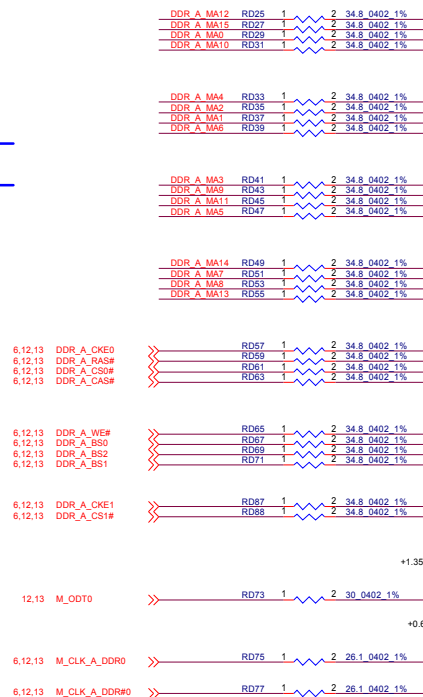 DDR_A_MA12 RD25 1 2 34.8_0402_1%
DDR_A_MA15 RD27 1 2 34.8_0402_1%
DDR_A_MA0 RD29 1 2 34.8_0402_1%
DDR_A_MA10 RD31 1 2 34.8_0402_1%
DDR_A_MA4 RD33 1 2 34.8_0402_1%
DDR_A_MA2 RD35 1 2 34.8_0402_1%
DDR_A_MA1 RD37 1 2 34.8_0402_1%
DDR_A_MA6 RD39 1 2 34.8_0402_1%
DDR_A_MA3 RD41 1 2 34.8_0402_1%
DDR_A_MA9 RD43 1 2 34.8_0402_1%
DDR_A_MA11 RD45 1 2 34.8_0402_1%
DDR_A_MA5 RD47 1 2 34.8_0402_1%
DDR_A_MA14 RD49 1 2 34.8_0402_1%
DDR_A_MA7 RD51 1 2 34.8_0402_1%
DDR_A_MA8 RD53 1 2 34.8_0402_1%
DDR_A_MA13 RD55 1 2 34.8_0402_1%
6,12,13 DDR_A_CKE0 RD57 1 2 34.8_0402_1%
6,12,13 DDR_A_RAS# RD59 1 2 34.8_0402_1%
6,12,13 DDR_A_CS0# RD61 1 2 34.8_0402_1%
6,12,13 DDR_A_CAS# RD63 1 2 34.8_0402_1%
6,12,13 DDR_A_WE# RD65 1 2 34.8_0402_1%
6,12,13 DDR_A_BS0 RD67 1 2 34.8_0402_1%
6,12,13 DDR_A_BS2 RD69 1 2 34.8_0402_1%
6,12,13 DDR_A_BS1 RD71 1 2 34.8_0402_1%
6,12,13 DDR_A_CKE1 RD87 1 2 34.8_0402_1%
6,12,13 DDR_A_CS1# RD88 1 2 34.8_0402_1%
+1.35
12,13 M_ODT0 RD73 1 2 30_0402_1%
+0.6
6,12,13 M_CLK_A_DDR0 RD75 1 2 26.1_0402_1%
6,12,13 M_CLK_A_DDR#0 RD77 1 2 26.1_0402_1%